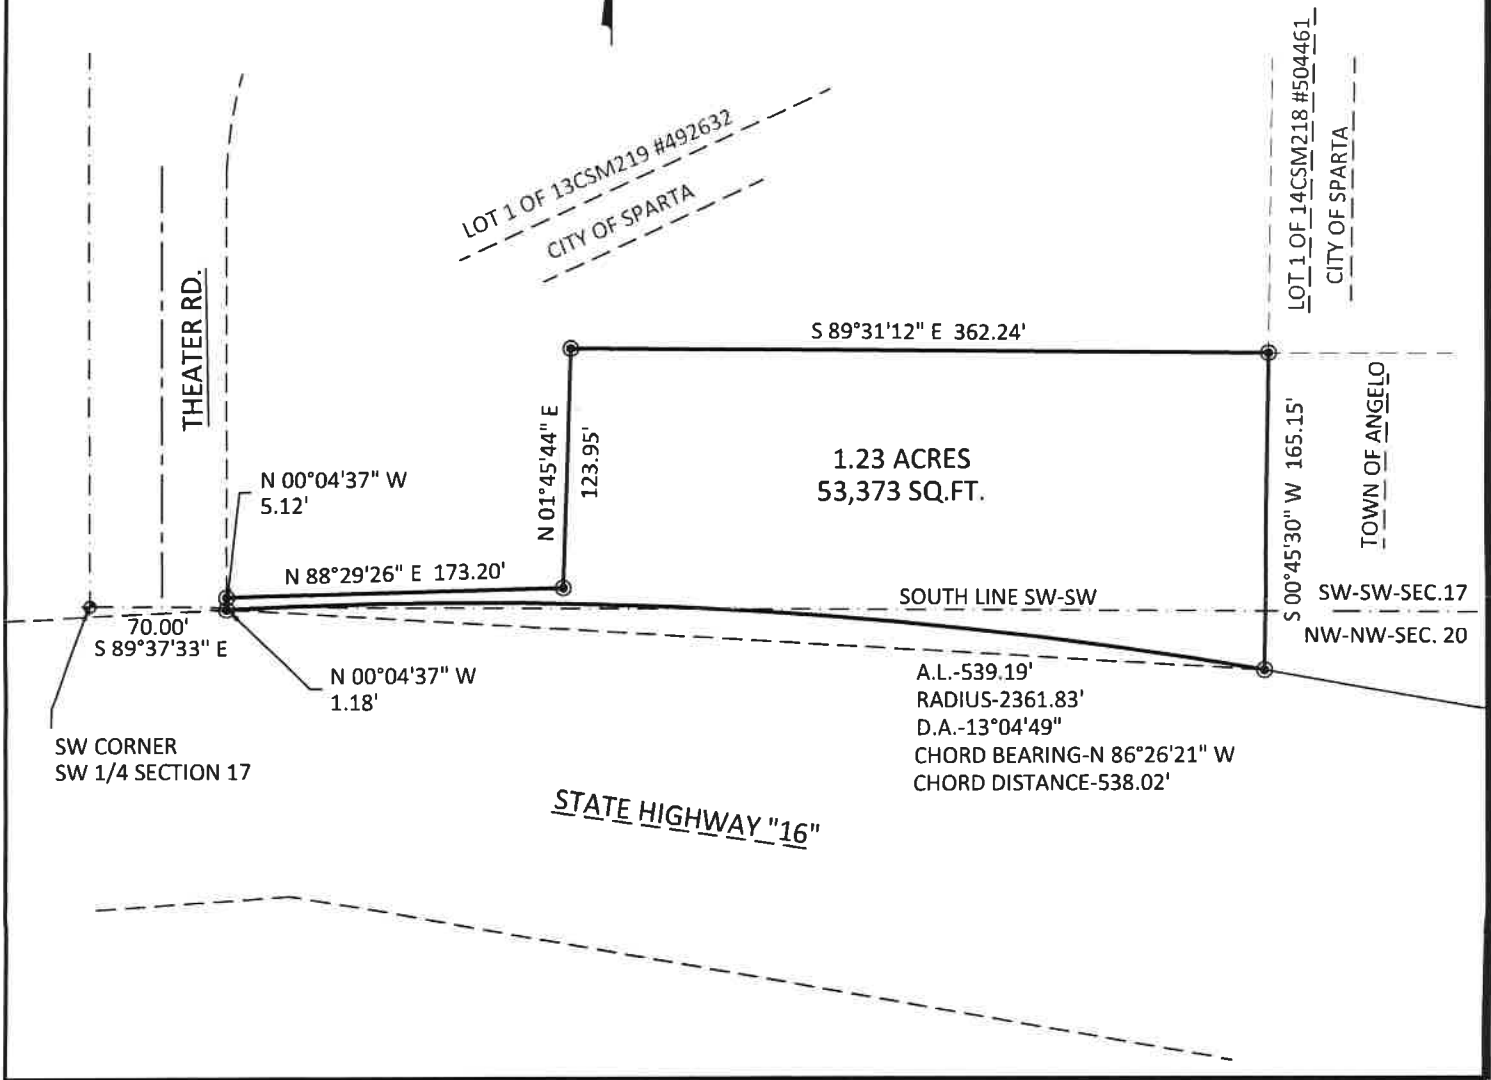 LOT 1 OF 14CSM218 #504461
CITY OF SPARTA
LOT 1 OF 13CSM219 #492632
CITY OF SPARTA
THEATER RD.
S 89°31'12" E 362.24'
N 01°45'44" E
123.95'
1.23 ACRES
53,373 SQ.FT.
S 00°45'30" W 165.15'
TOWN OF ANGELO
N 00°04'37" W
5.12'
N 88°29'26" E 173.20'
SOUTH LINE SW-SW
SW-SW-SEC.17
NW-NW-SEC. 20
70.00'
S 89°37'33" E
N 00°04'37" W
1.18'
A.L.-539.19'
RADIUS-2361.83'
D.A.-13°04'49"
CHORD BEARING-N 86°26'21" W
CHORD DISTANCE-538.02'
SW CORNER
SW 1/4 SECTION 17
STATE HIGHWAY "16"